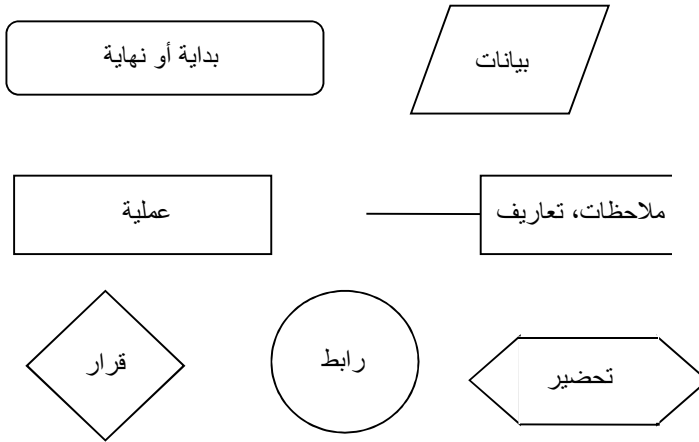 بداية أو نهاية
بيانات
عملية
ملاحظات، تعاريف
قرار
رابط
تحضير